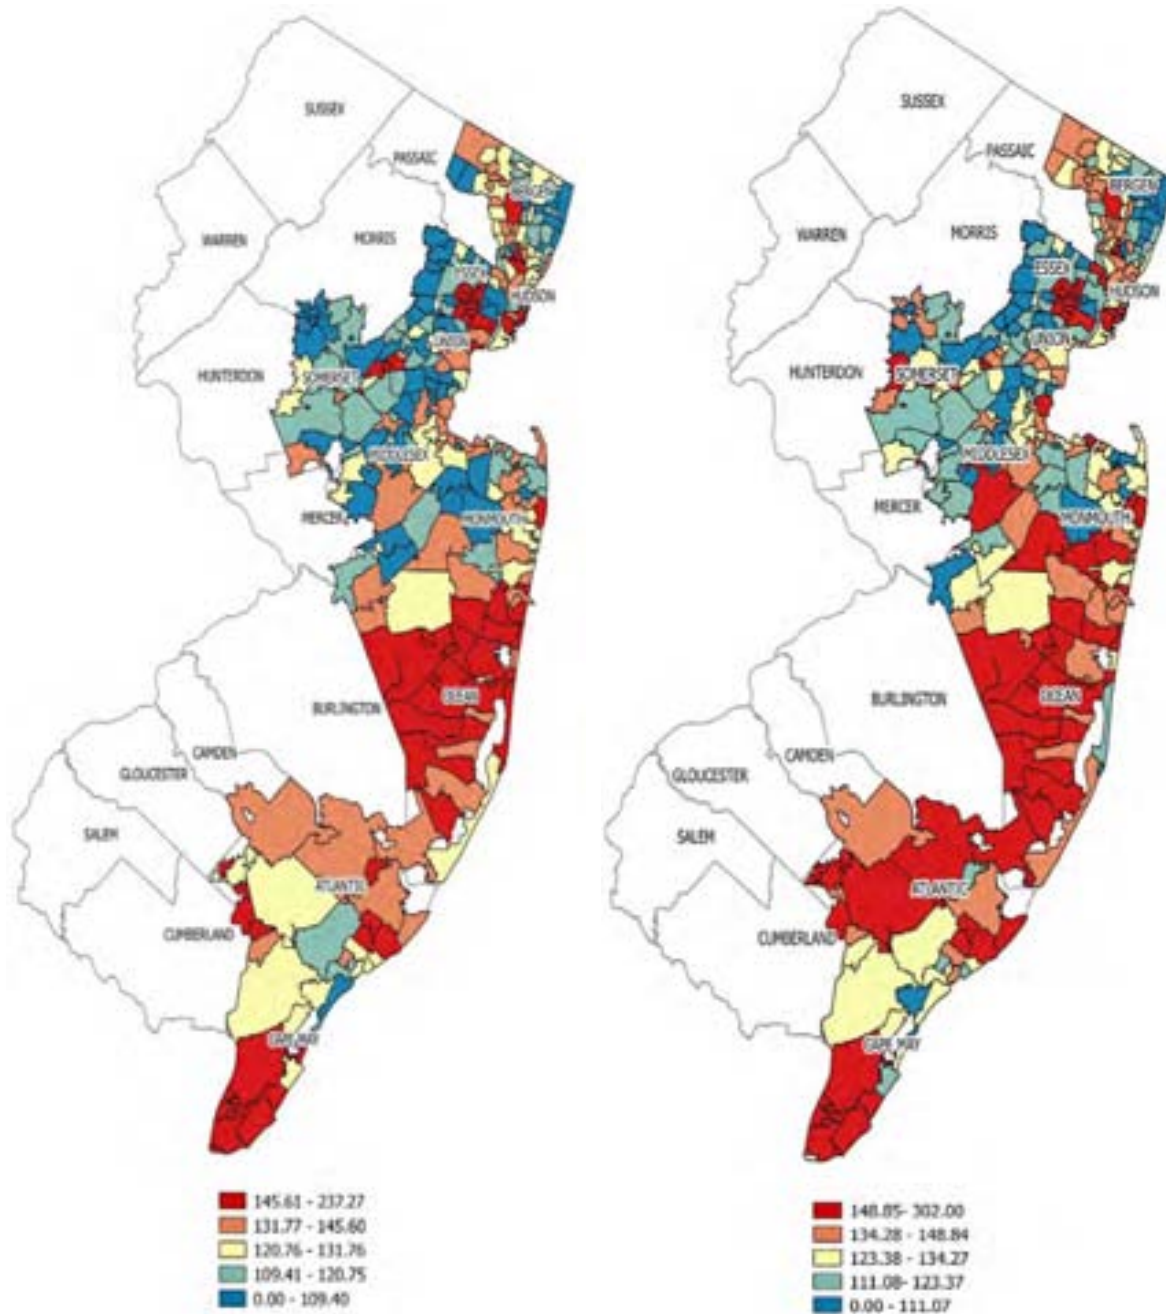 SUSSEX
PASSAIC
BERGEN
WARREN
MORRIS
ESSEX
HUDSON
UNION
HUNTERDON
SOMERSET
MIDDLESEX
MERCER
MONMOUTH
OCEAN
BURLINGTON
CAMDEN
GLOUCESTER
SALEM
ATLANTIC
CUMBERLAND
CAPE MAY
145.61 - 237.27
131.77 - 145.60
120.76 - 131.76
109.41 - 120.75
0.00 - 109.40
SUSSEX
PASSAIC
BERGEN
WARREN
MORRIS
ESSEX
HUDSON
UNION
HUNTERDON
SOMERSET
MIDDLESEX
MERCER
MONMOUTH
OCEAN
BURLINGTON
CAMDEN
GLOUCESTER
SALEM
ATLANTIC
CUMBERLAND
CAPE MAY
148.85- 302.00
134.28 - 148.84
123.38 - 134.27
111.08- 123.37
0.00 - 111.07